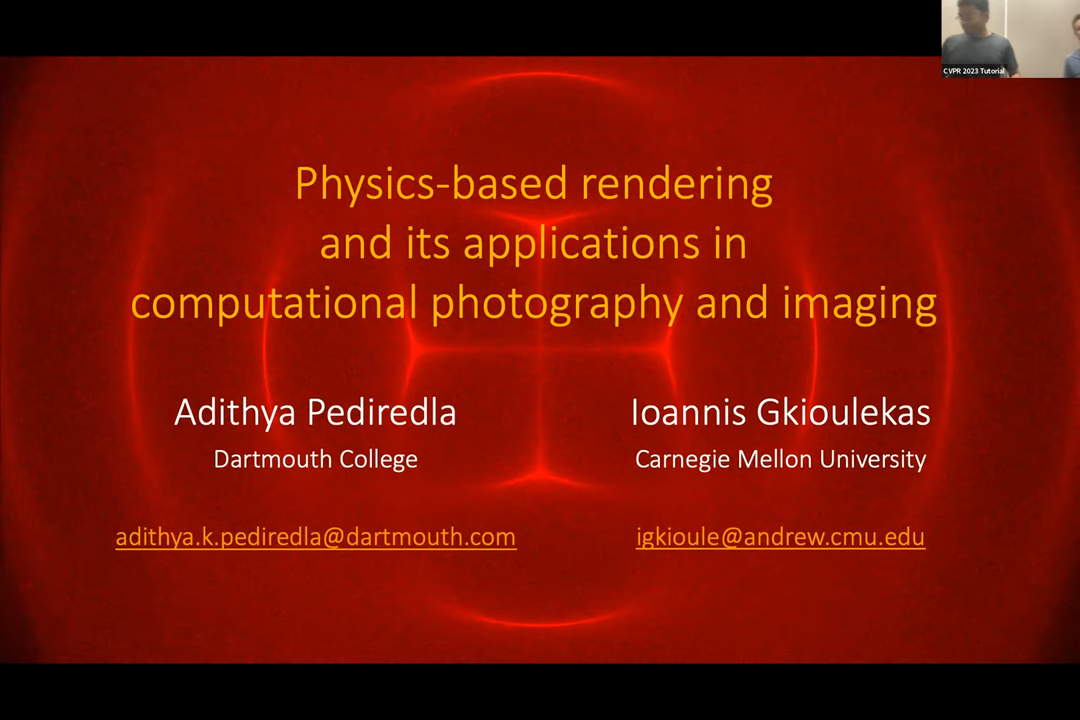 CVPR 2023 Tutorial
Physics-based rendering
and its applications in
computational photography and imaging
Adithya Pediredla
Dartmouth College
adithya.k.pediredla@dartmouth.com
Ioannis Gkioulekas
Carnegie Mellon University
igkioule@andrew.cmu.edu